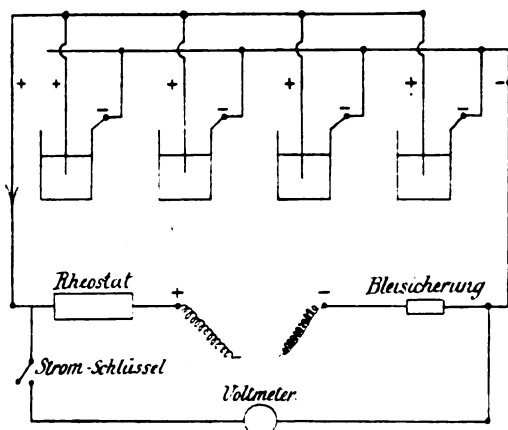 − − − −
+ + + + + −
Rheostat + − Bleisicherung
Strom-Schlüssel
Voltmeter.